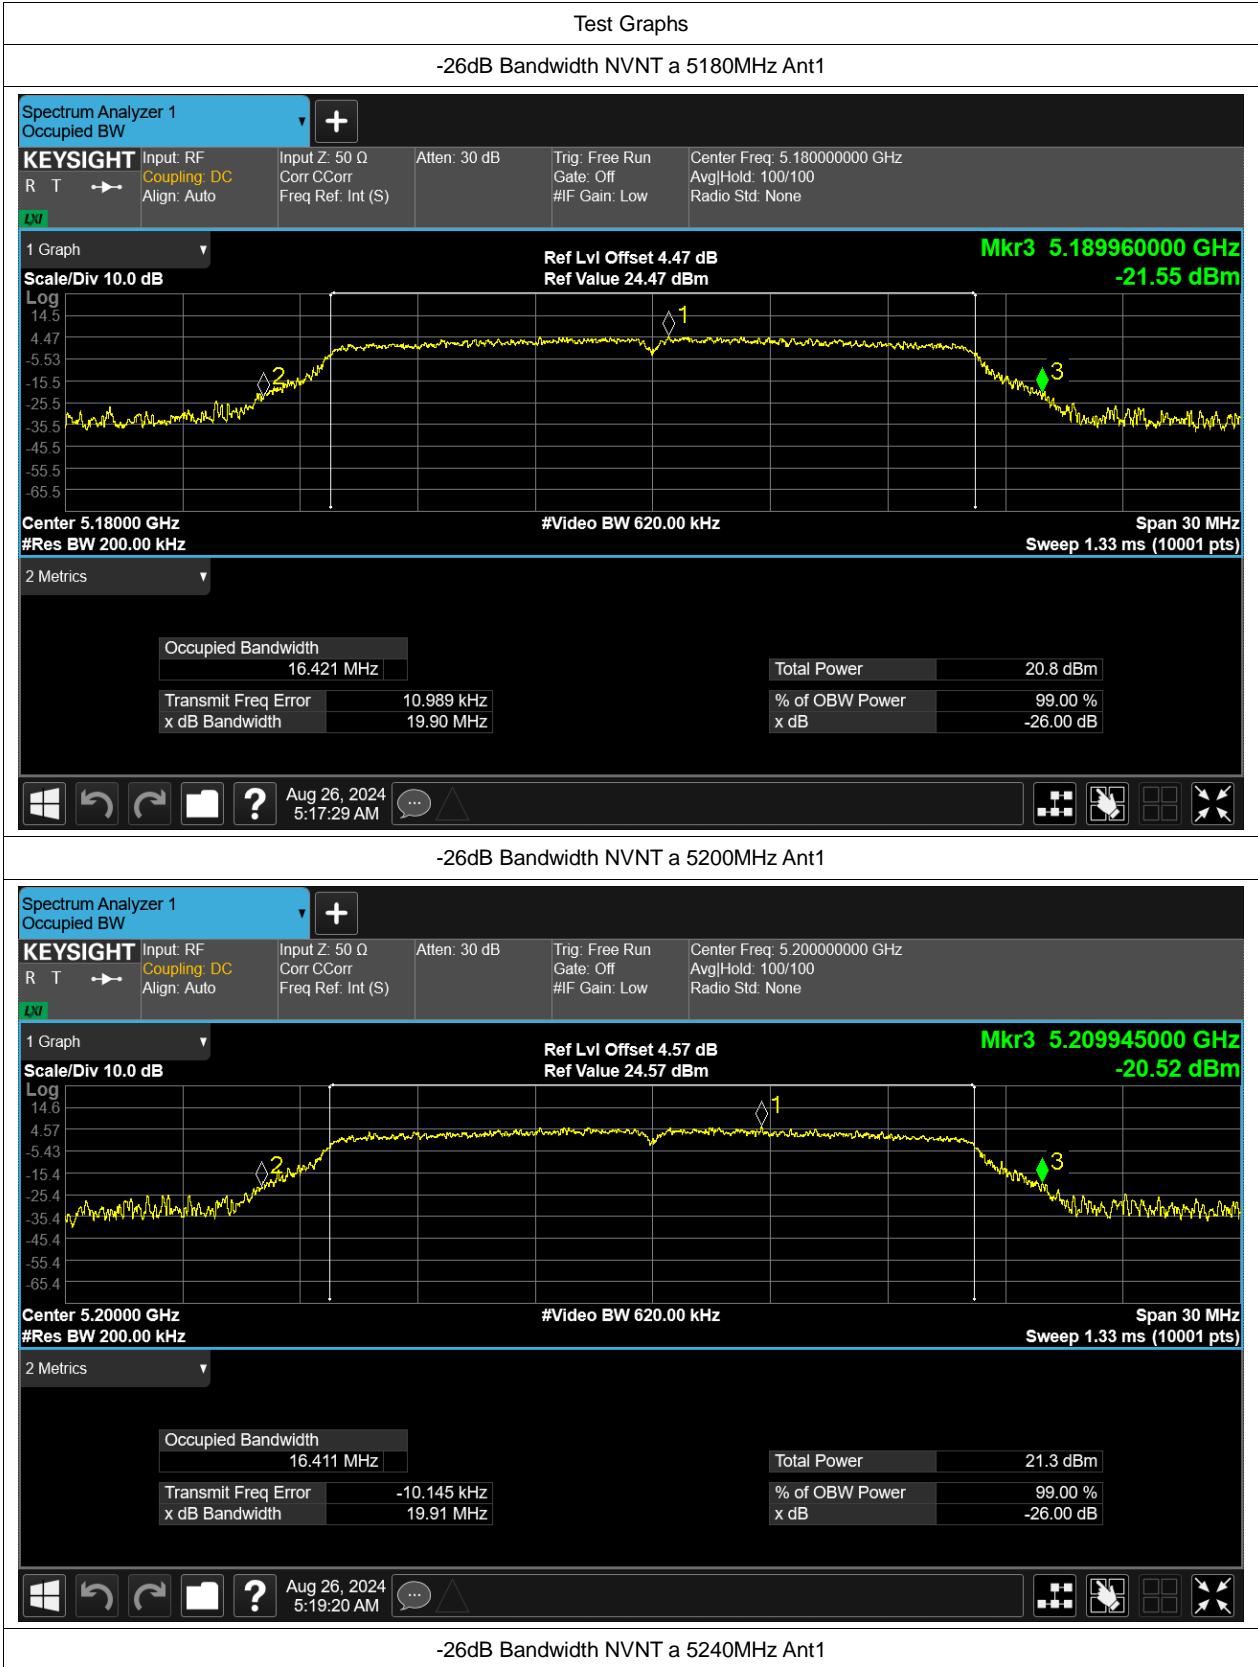 Test Graphs
-26dB Bandwidth NVNT a 5180MHz Ant1
Spectrum Analyzer 1
Occupied BW
KEYSIGHT Input: RF Input Z: 50 Ω Atten: 30 dB Trig: Free Run Center Freq: 5.180000000 GHz
R T Coupling: DC Corr CCorr Gate: Off Avg|Hold: 100/100
Align: Auto Freq Ref: Int (S) #IF Gain: Low Radio Std: None
LXI
1 Graph Ref Lvl Offset 4.47 dB Mkr3 5.189960000 GHz
Scale/Div 10.0 dB Ref Value 24.47 dBm -21.55 dBm
Log
14.5
1
4.47
-5.53
2 3
-15.5
-25.5
-35.5
-45.5
-55.5
-65.5
Center 5.18000 GHz #Video BW 620.00 kHz Span 30 MHz
#Res BW 200.00 kHz Sweep 1.33 ms (10001 pts)
2 Metrics
Occupied Bandwidth
16.421 MHz Total Power 20.8 dBm
Transmit Freq Error 10.989 kHz % of OBW Power 99.00 %
x dB Bandwidth 19.90 MHz x dB -26.00 dB
? Aug 26, 2024
5:17:29 AM
-26dB Bandwidth NVNT a 5200MHz Ant1
Spectrum Analyzer 1
Occupied BW
KEYSIGHT Input: RF Input Z: 50 Ω Atten: 30 dB Trig: Free Run Center Freq: 5.200000000 GHz
R T Coupling: DC Corr CCorr Gate: Off Avg|Hold: 100/100
Align: Auto Freq Ref: Int (S) #IF Gain: Low Radio Std: None
LXI
1 Graph Ref Lvl Offset 4.57 dB Mkr3 5.209945000 GHz
Scale/Div 10.0 dB Ref Value 24.57 dBm -20.52 dBm
Log
14.6 1
4.57
-5.43
2 3
-15.4
-25.4
-35.4
-45.4
-55.4
-65.4
Center 5.20000 GHz #Video BW 620.00 kHz Span 30 MHz
#Res BW 200.00 kHz Sweep 1.33 ms (10001 pts)
2 Metrics
Occupied Bandwidth
16.411 MHz Total Power 21.3 dBm
Transmit Freq Error -10.145 kHz % of OBW Power 99.00 %
x dB Bandwidth 19.91 MHz x dB -26.00 dB
? Aug 26, 2024
5:19:20 AM
-26dB Bandwidth NVNT a 5240MHz Ant1